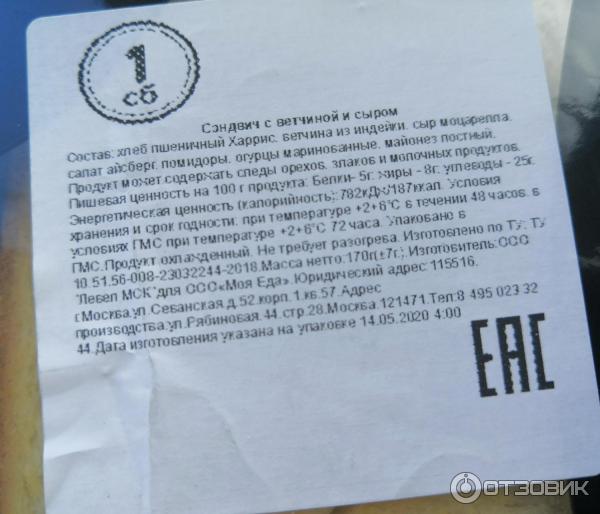 1
сб
Сэндвич с ветчиной и сыром
Состав: хлеб пшеничный Харрис, ветчина из индейки, сыр моцарелла,
салат айсберг, помидоры, огурцы маринованные, майонез постный.
Продукт может содержать следы орехов, злаков и молочных продуктов.
Пищевая ценность на 100 г продукта: Белки- 5г; жиры - 8г; углеводы - 25г.
Энергетическая ценность (калорийность): 782кДж/187ккал. Условия
хранения и срок годности: при температуре +2+6°С в течении 48 часов, в
условиях ГМС при температуре +2+6°С 72 часа. Упаковано в
ГМС.Продукт охлажденный. Не требует разогрева. Изготовлено по ТУ: ТУ
10.51.56-008-23032244-2018.Масса нетто:170г(±7г.) Изготовитель:ООО
"Лебел МСК"для ООО«Моя Еда».Юридический адрес:115516,
г.Москва,ул.Севанская,д.52,корп.1,кв.57.Адрес
производства:ул.Рябиновая,44,стр.28,Москва,121471.Тел:8 495 023 32
44.Дата изготовления указана на упаковке 14.05.2020 4:00
ЕАС
ОТЗОВИК